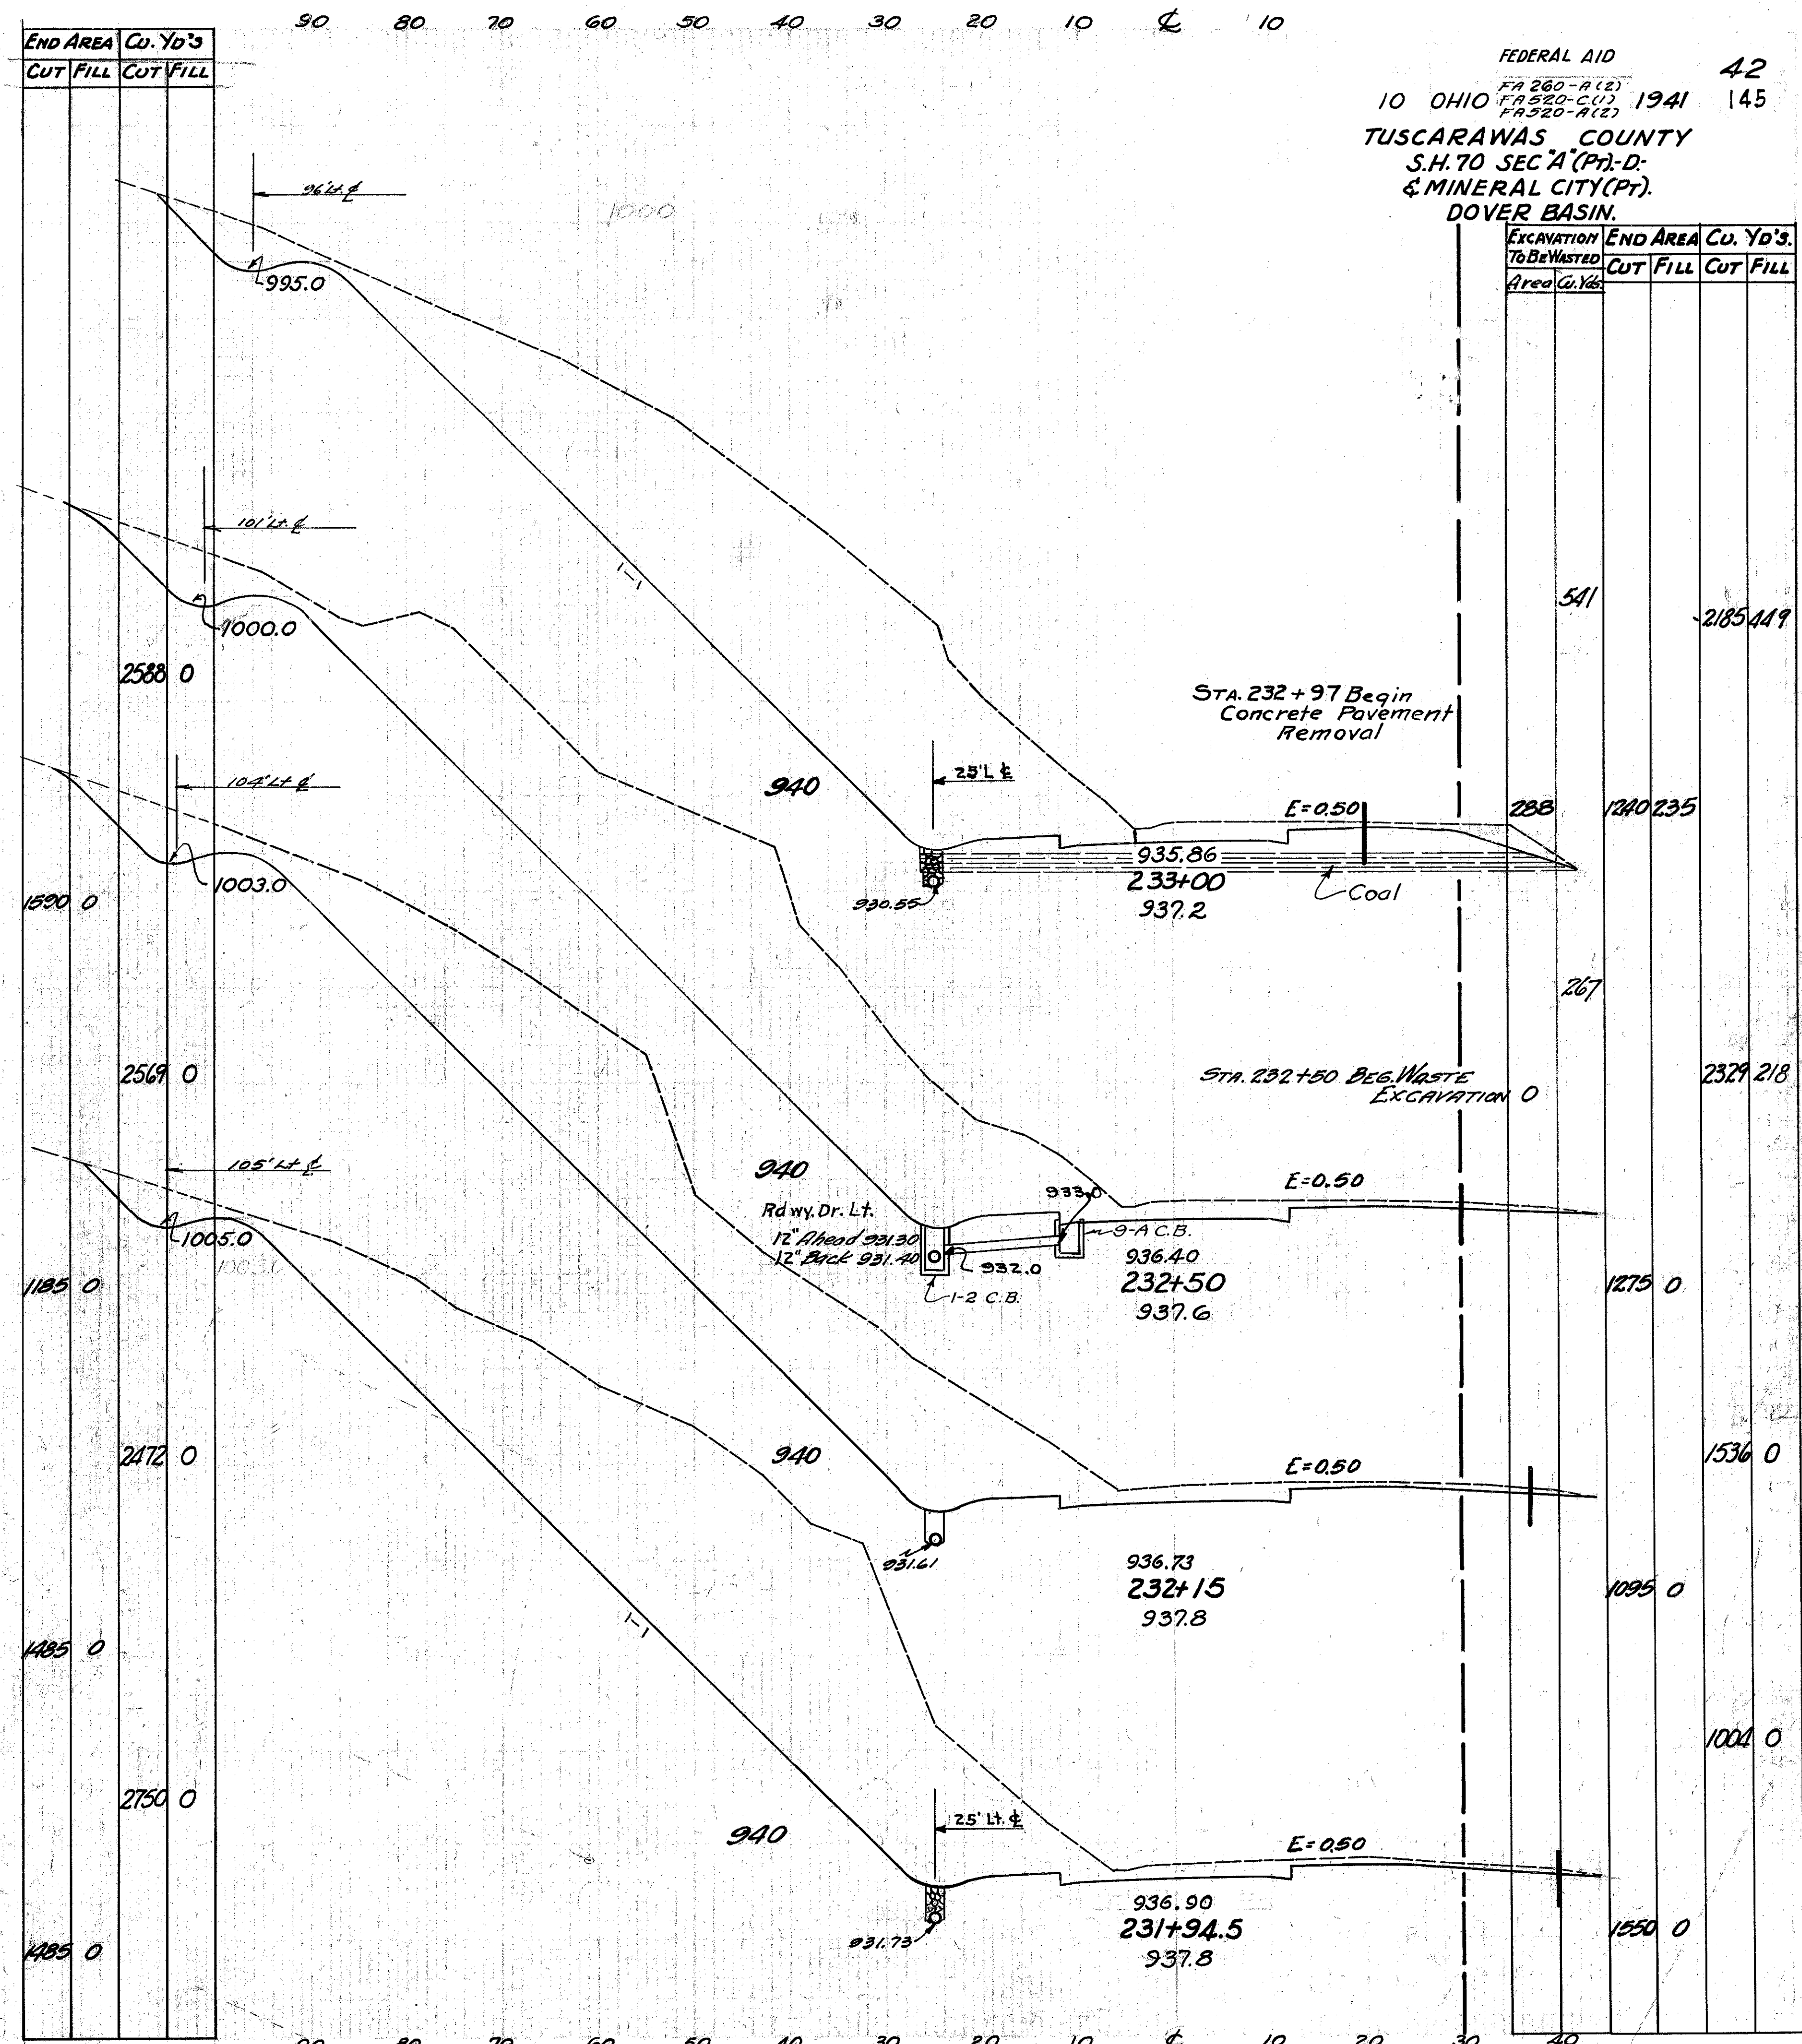 90 80 70 60 50 40 30 20 10 ℄ 10
END AREA CU. YD'S
CUT FILL CUT FILL
FEDERAL AID
42
10 OHIO FA 260-A(2) 1941 145
FA520-C(1)
FA520-A(2)
TUSCARAWAS COUNTY
S.H.70 SEC "A" (PT)-D-
& MINERAL CITY (PT).
DOVER BASIN.
EXCAVATION TO BE WASTED END AREA CU. YD'S.
Area Cu.Yds. CUT FILL CUT FILL
96' Lt. ℄
1000
995.0
101' Lt. ℄
1000.0
1-1
541
2185 449
2588 0
STA. 232+97 Begin
Concrete Pavement
Removal
104' Lt ℄
940
25' L ℄
E=0.50
288 1240 235
1003.0
935.86
233+00
937.2
Coal
930.55
1590 0
267
2569 0
STA. 232+50 BEG. WASTE
EXCAVATION 0
2329 218
105' Lt ℄
940
E=0.50
933.0
Rdwy. Dr. Lt.
12" Ahead 931.30
12" Back 931.40
932.0
1-2 C.B.
9-A C.B.
936.40
232+50
937.6
1005.0
1003.0
1185 0
1275 0
2472 0
940
E=0.50
1536 0
931.61
936.73
232+15
937.8
1095 0
1-1
1485 0
1004 0
2750 0
940
25' Lt. ℄
E=0.50
931.73
936.90
231+94.5
937.8
1485 0
1550 0
90 80 70 60 50 40 30 20 10 ℄ 10 20 30 40